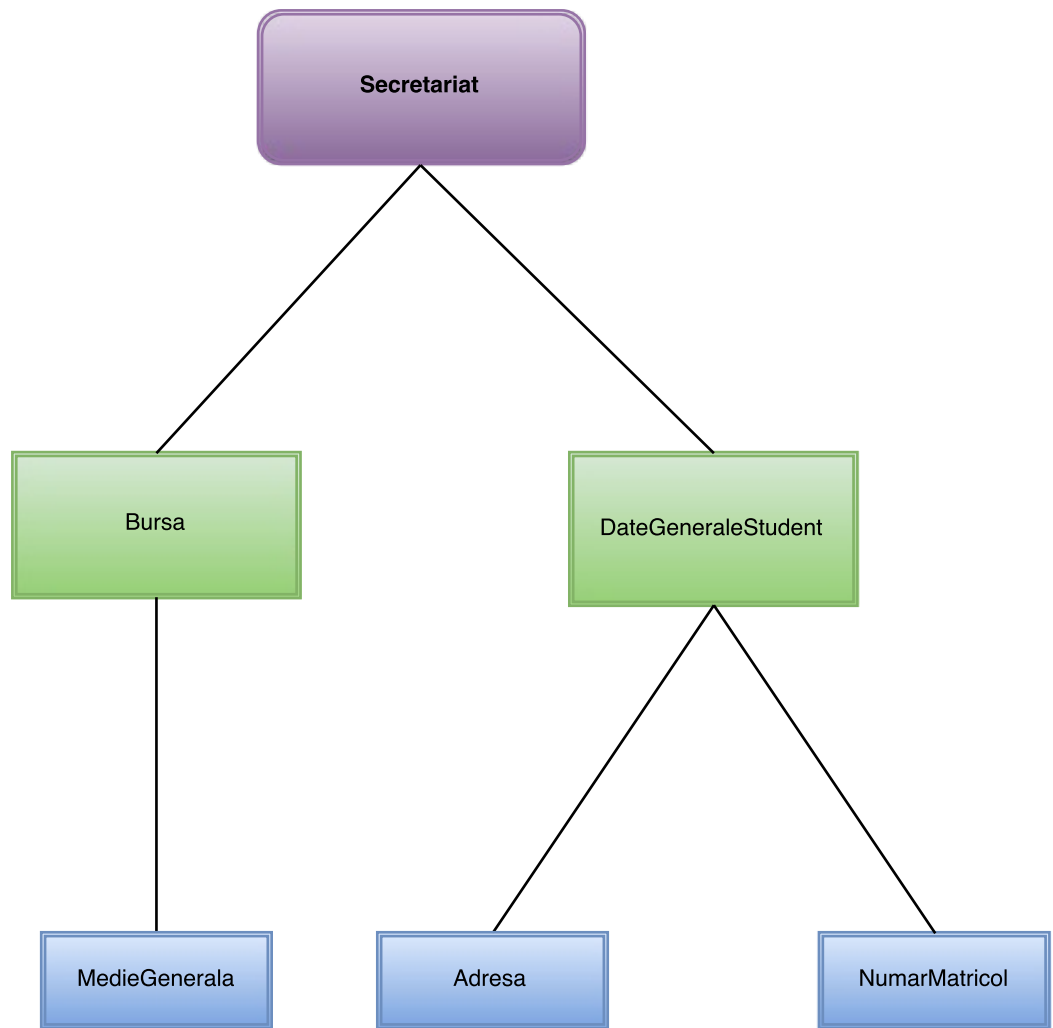 Secretariat
Bursa
DateGeneraleStudent
MedieGenerala
Adresa
NumarMatricol